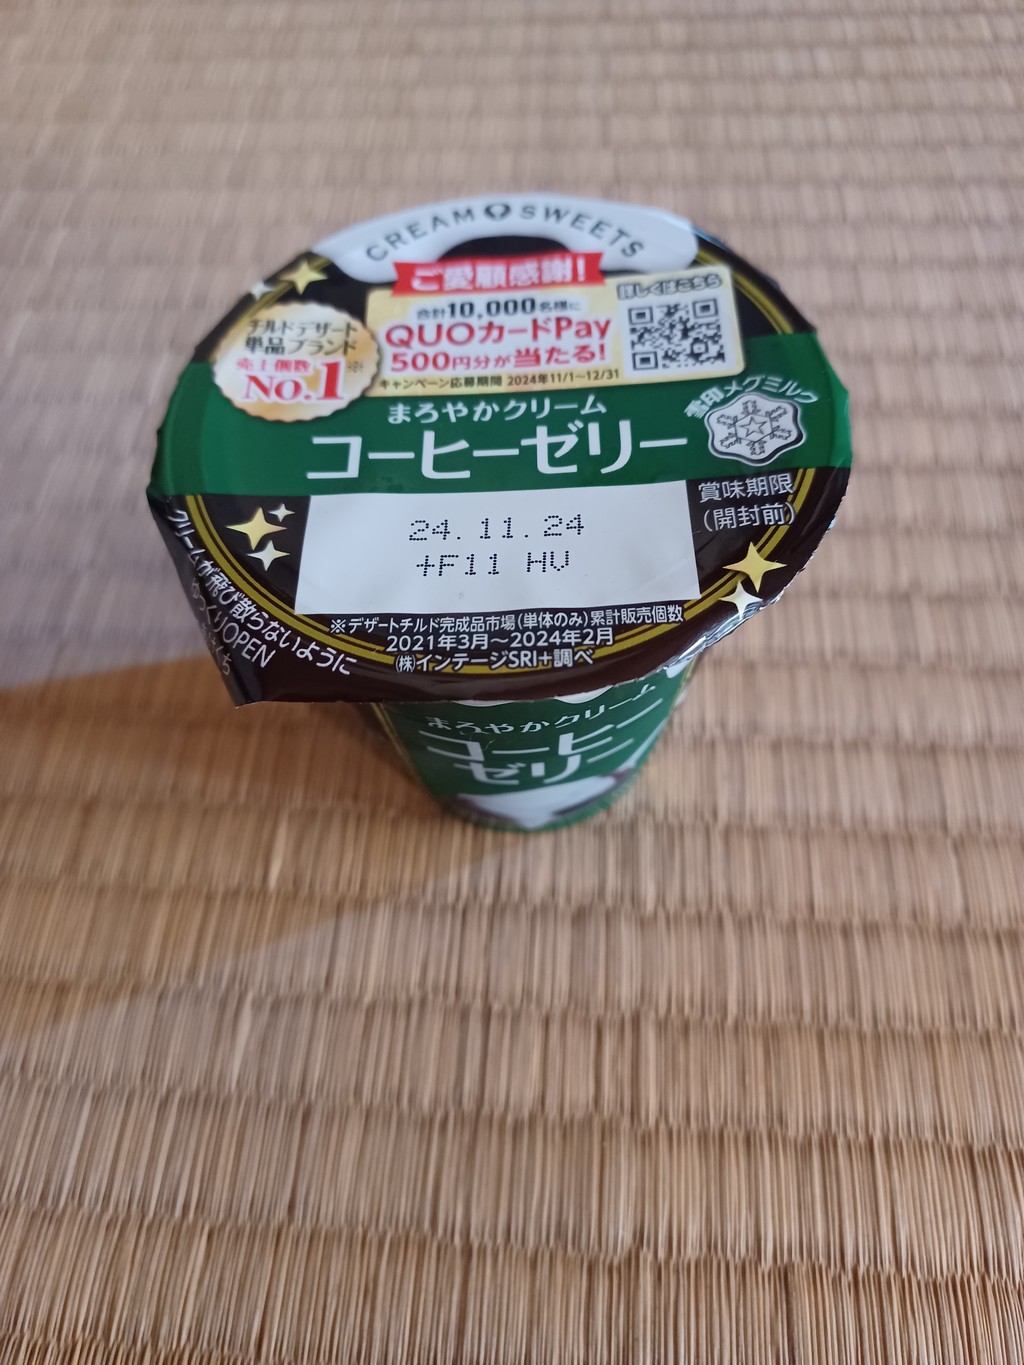 CREAM SWEETS
ご愛顧感謝!
合計10,000名様に
QUOカードPay
500円分が当たる!
キャンペーン応募期間 2024年11/1~12/31
詳しくはこちら
チルドデザート
単品ブランド
売上個数※
No.1
まろやかクリーム
コーヒーゼリー
雪印メグミルク
賞味期限
(開封前)
24.11.24
+F11 HV
※デザートチルド完成品市場(単体のみ)累計販売個数
2021年3月~2024年2月
(株)インテージSRI+調べ
クリームが飛び散らないように
ゆっくりOPEN
まろやかクリーム
コーヒー
ゼリー